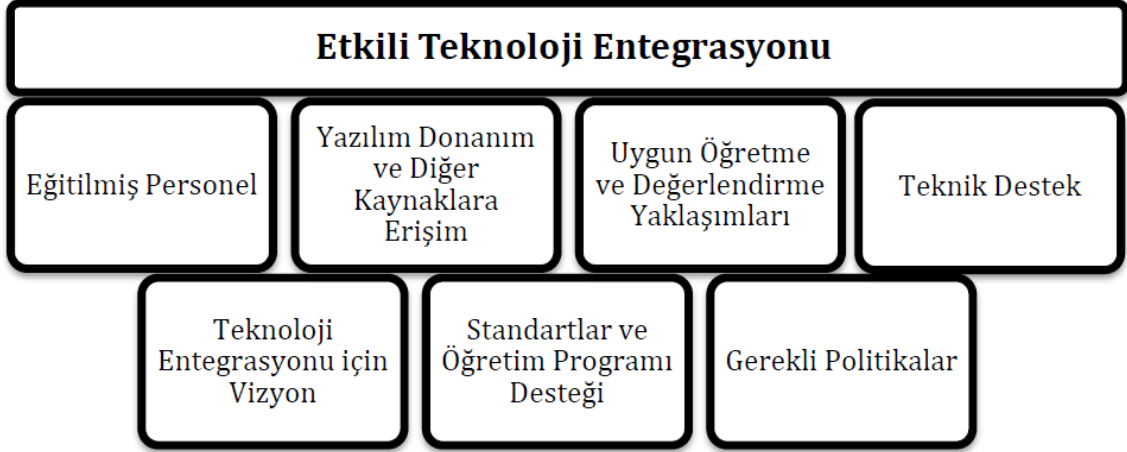 Etkili Teknoloji Entegrasyonu
Eğitilmiş Personel
Yazılım Donanım
ve Diğer
Kaynaklara
Erişim
Uygun Öğretme
ve Değerlendirme
Yaklaşımları
Teknik Destek
Teknoloji
Entegrasyonu için
Vizyon
Standartlar ve
Öğretim Programı
Desteği
Gerekli Politikalar